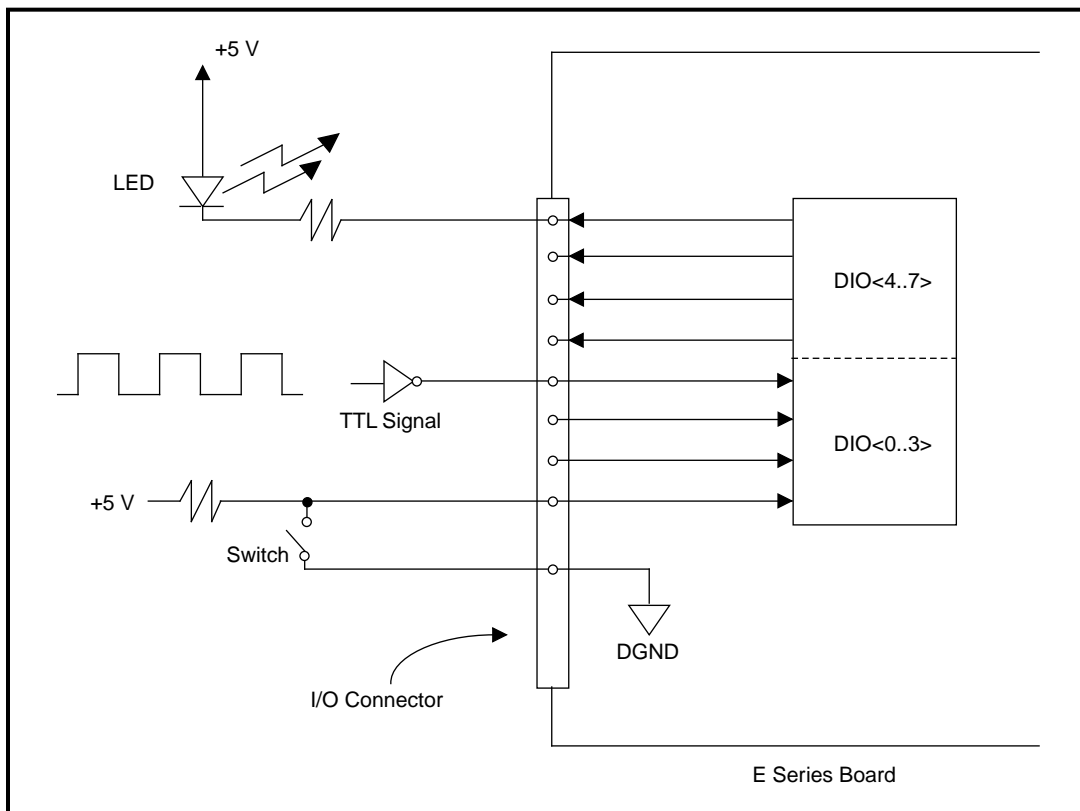 +5 V
LED
DIO<4..7>
TTL Signal
DIO<0..3>
+5 V
Switch
DGND
I/O Connector
E Series Board